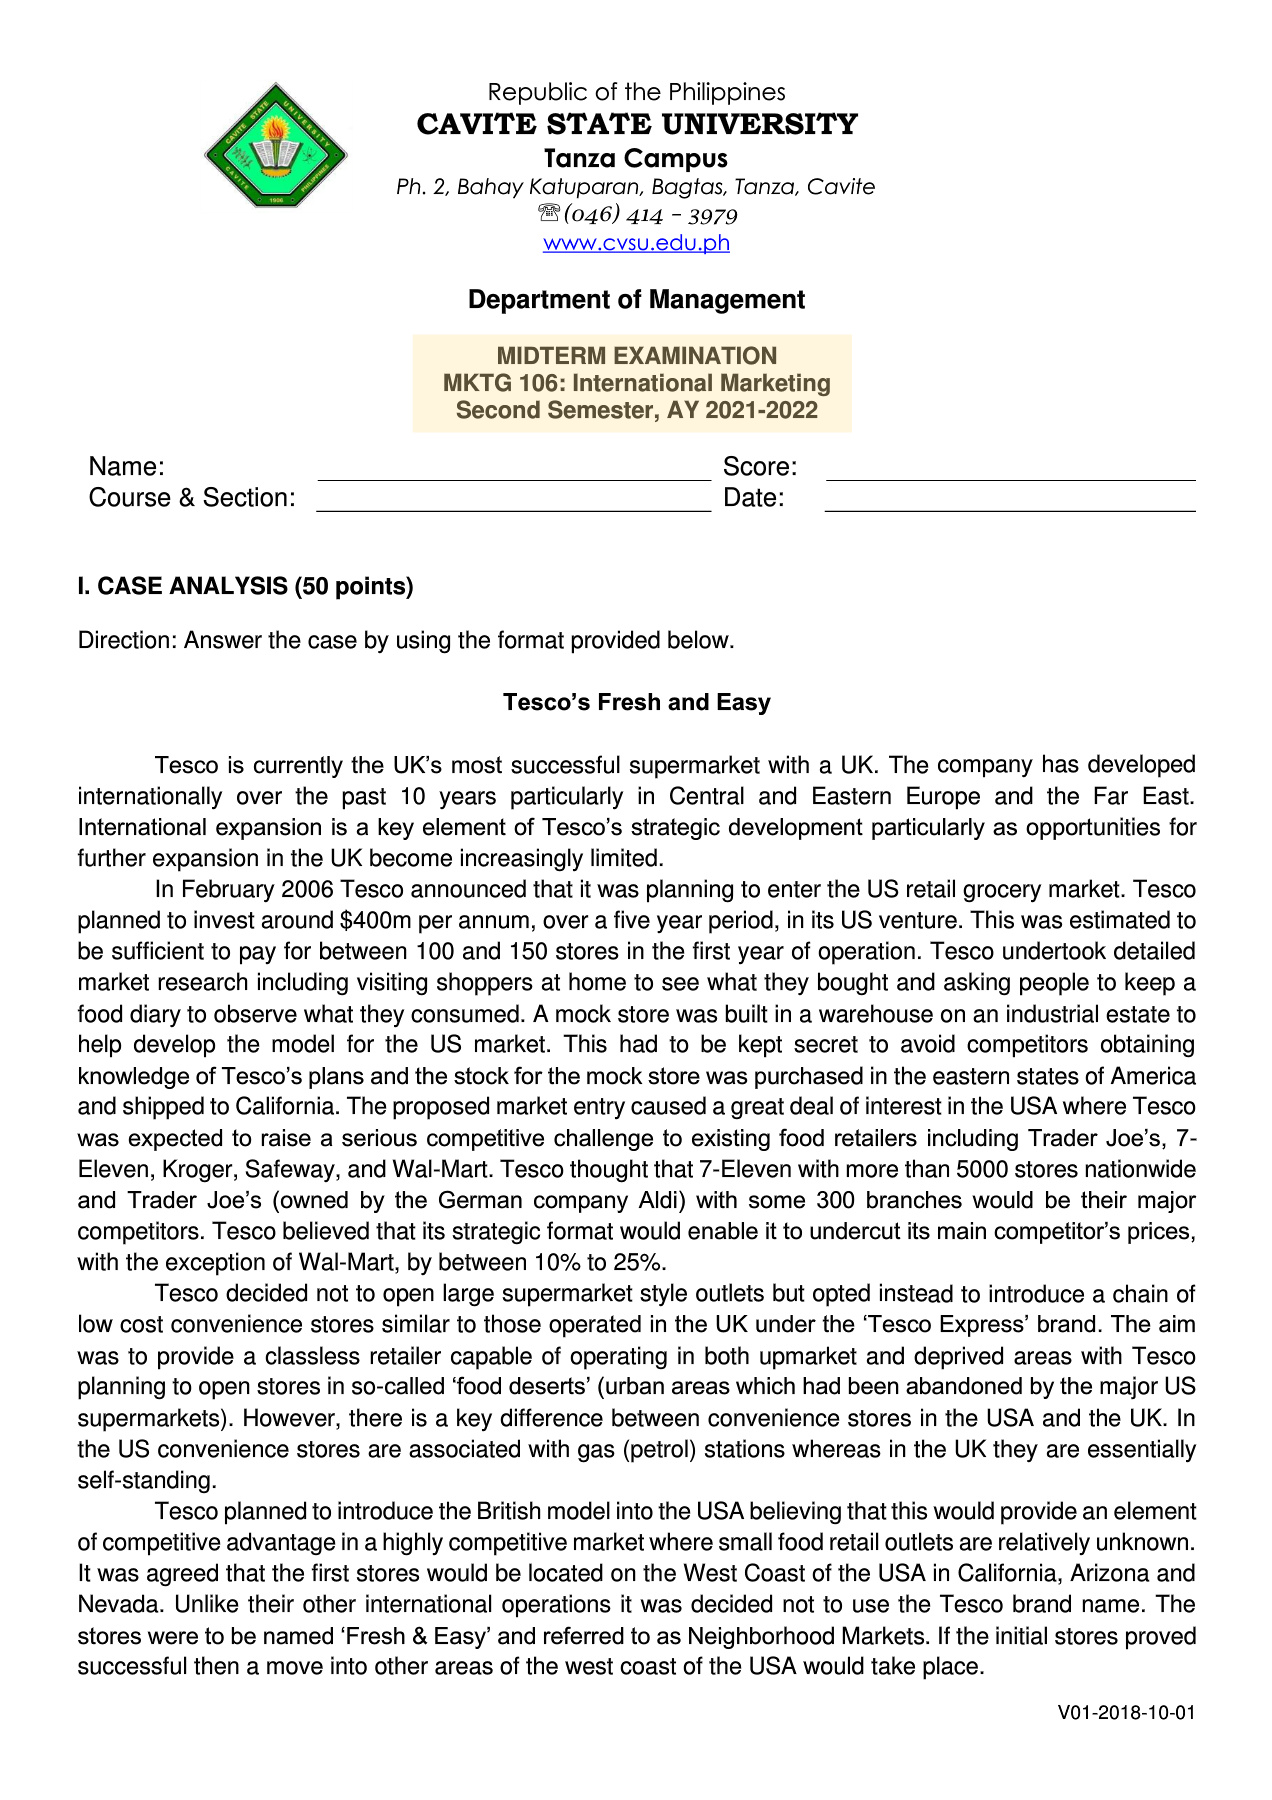 Republic of the Philippines
CAVITE STATE UNIVERSITY
Tanza Campus
Ph. 2, Bahay Katuparan, Bagtas, Tanza, Cavite
☏(046) 414 – 3979
www.cvsu.edu.ph
CAVITE STATE UNIVERSITY
CAVITE PHILIPPINES
1906
Department of Management
MIDTERM EXAMINATION
MKTG 106: International Marketing
Second Semester, AY 2021-2022
Name: Score:
Course & Section: Date:
I. CASE ANALYSIS (50 points)
Direction: Answer the case by using the format provided below.
Tesco’s Fresh and Easy
Tesco is currently the UK’s most successful supermarket with a UK. The company has developed
internationally over the past 10 years particularly in Central and Eastern Europe and the Far East.
International expansion is a key element of Tesco’s strategic development particularly as opportunities for
further expansion in the UK become increasingly limited.
In February 2006 Tesco announced that it was planning to enter the US retail grocery market. Tesco
planned to invest around $400m per annum, over a five year period, in its US venture. This was estimated to
be sufficient to pay for between 100 and 150 stores in the first year of operation. Tesco undertook detailed
market research including visiting shoppers at home to see what they bought and asking people to keep a
food diary to observe what they consumed. A mock store was built in a warehouse on an industrial estate to
help develop the model for the US market. This had to be kept secret to avoid competitors obtaining
knowledge of Tesco’s plans and the stock for the mock store was purchased in the eastern states of America
and shipped to California. The proposed market entry caused a great deal of interest in the USA where Tesco
was expected to raise a serious competitive challenge to existing food retailers including Trader Joe’s, 7-
Eleven, Kroger, Safeway, and Wal-Mart. Tesco thought that 7-Eleven with more than 5000 stores nationwide
and Trader Joe’s (owned by the German company Aldi) with some 300 branches would be their major
competitors. Tesco believed that its strategic format would enable it to undercut its main competitor’s prices,
with the exception of Wal-Mart, by between 10% to 25%.
Tesco decided not to open large supermarket style outlets but opted instead to introduce a chain of
low cost convenience stores similar to those operated in the UK under the ‘Tesco Express’ brand. The aim
was to provide a classless retailer capable of operating in both upmarket and deprived areas with Tesco
planning to open stores in so-called ‘food deserts’ (urban areas which had been abandoned by the major US
supermarkets). However, there is a key difference between convenience stores in the USA and the UK. In
the US convenience stores are associated with gas (petrol) stations whereas in the UK they are essentially
self-standing.
Tesco planned to introduce the British model into the USA believing that this would provide an element
of competitive advantage in a highly competitive market where small food retail outlets are relatively unknown.
It was agreed that the first stores would be located on the West Coast of the USA in California, Arizona and
Nevada. Unlike their other international operations it was decided not to use the Tesco brand name. The
stores were to be named ‘Fresh & Easy’ and referred to as Neighborhood Markets. If the initial stores proved
successful then a move into other areas of the west coast of the USA would take place.
V01-2018-10-01